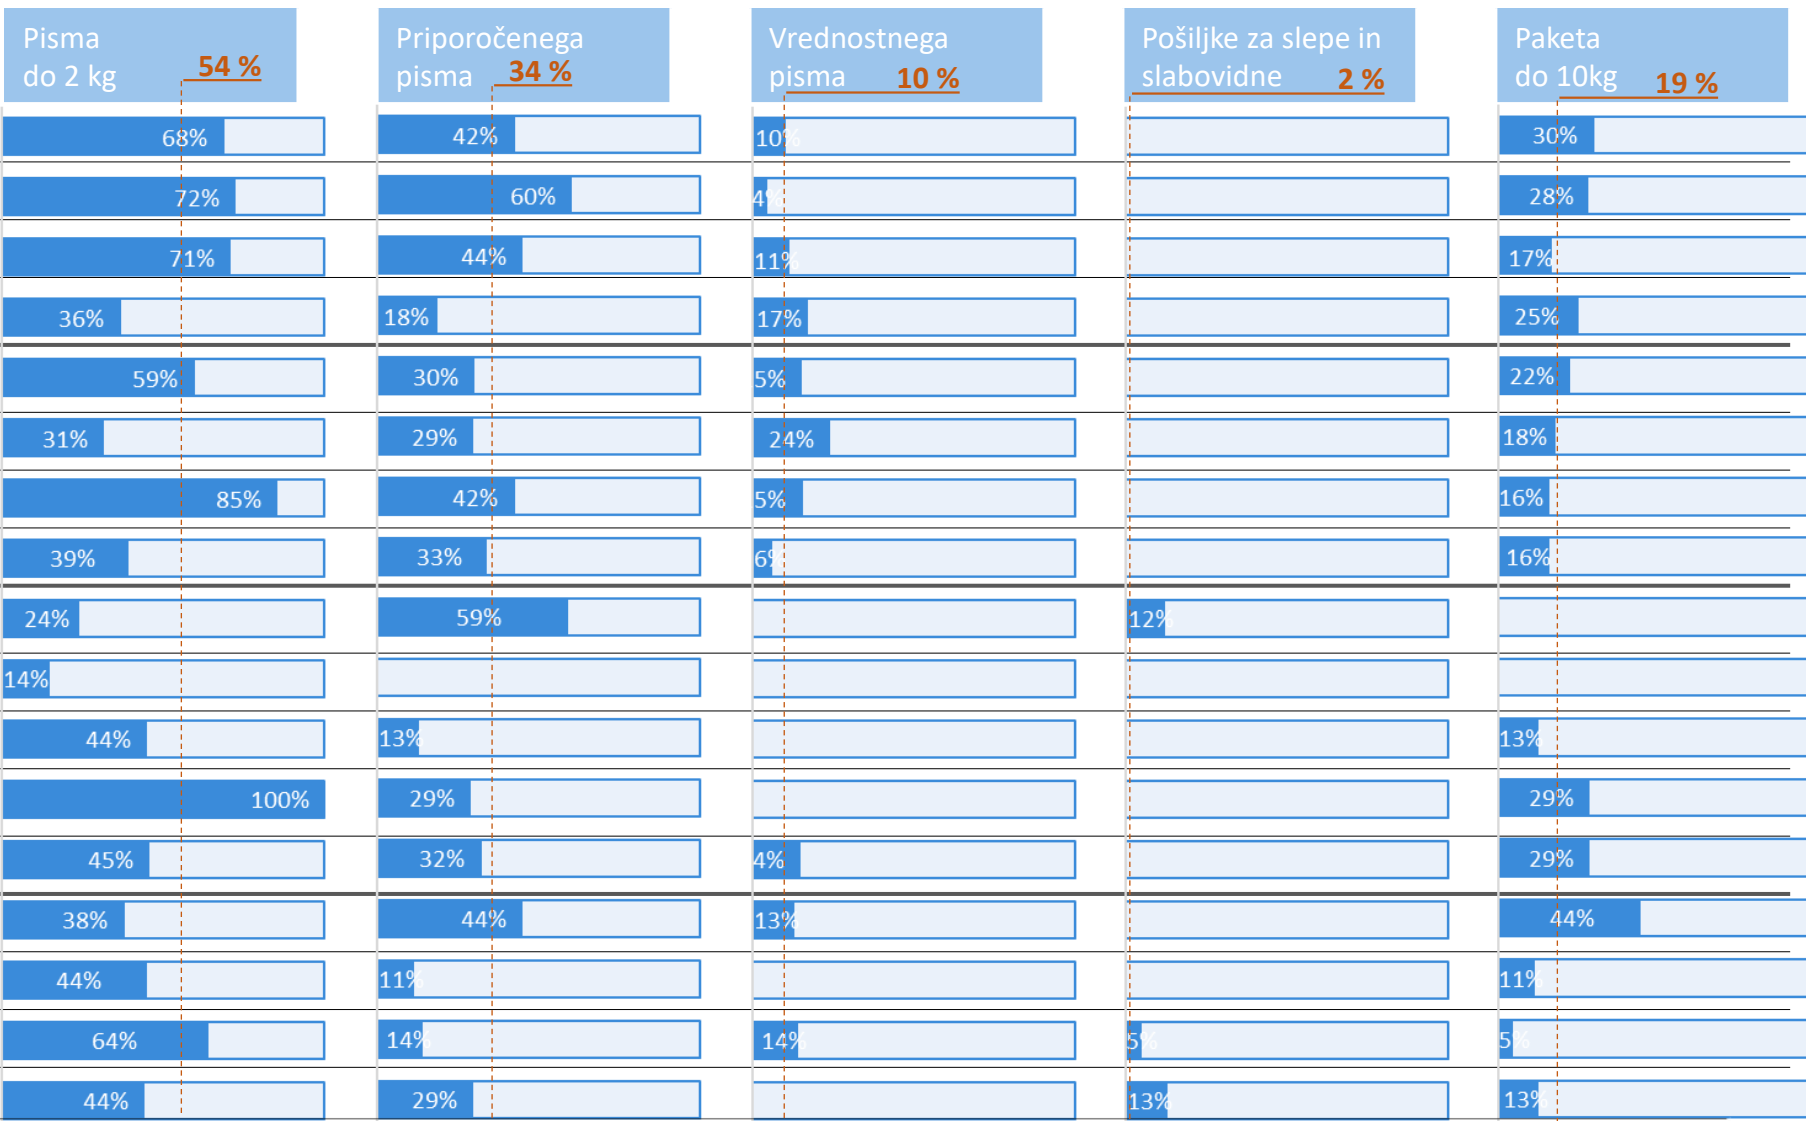 Pisma
do 2 kg
54 %
Priporočenega
pisma
34 %
Vrednostnega
pisma
10 %
Pošiljke za slepe in
slabovidne
2 %
Paketa
do 10kg
19 %
68% 42% 10% 30%
72% 60% 4% 28%
71% 44% 11% 17%
36% 18% 17% 25%
59% 30% 5% 22%
31% 29% 24% 18%
85% 42% 5% 16%
39% 33% 6% 16%
24% 59% 12%
14%
44% 13% 13%
100% 29% 29%
45% 32% 4% 29%
38% 44% 13% 44%
44% 11% 11%
64% 14% 14% 5% 5%
44% 29% 13% 13%